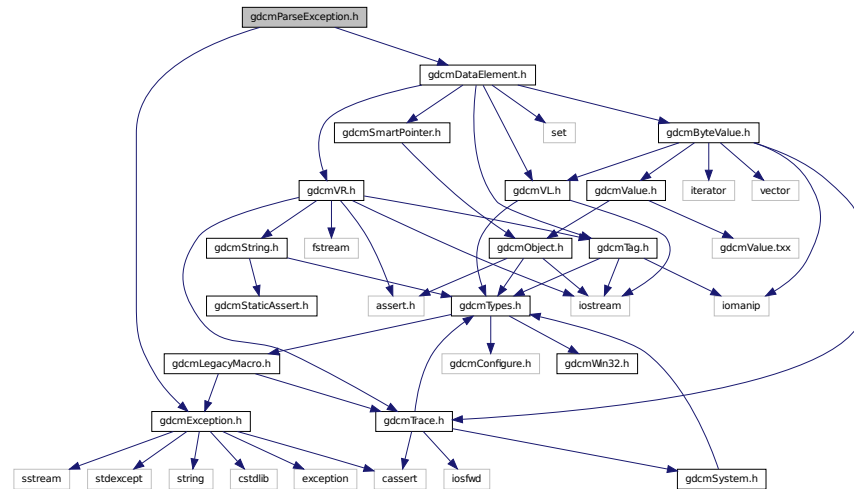 gdcmParseException.h
gdcmDataElement.h
gdcmSmartPointer.h
set
gdcmByteValue.h
gdcmVR.h
gdcmVL.h
gdcmValue.h
iterator
vector
gdcmString.h
fstream
gdcmObject.h
gdcmTag.h
gdcmValue.txx
gdcmStaticAssert.h
assert.h
gdcmTypes.h
iostream
iomanip
gdcmLegacyMacro.h
gdcmConfigure.h
gdcmWin32.h
gdcmException.h
gdcmTrace.h
sstream
stdexcept
string
cstdlib
exception
cassert
iosfwd
gdcmSystem.h